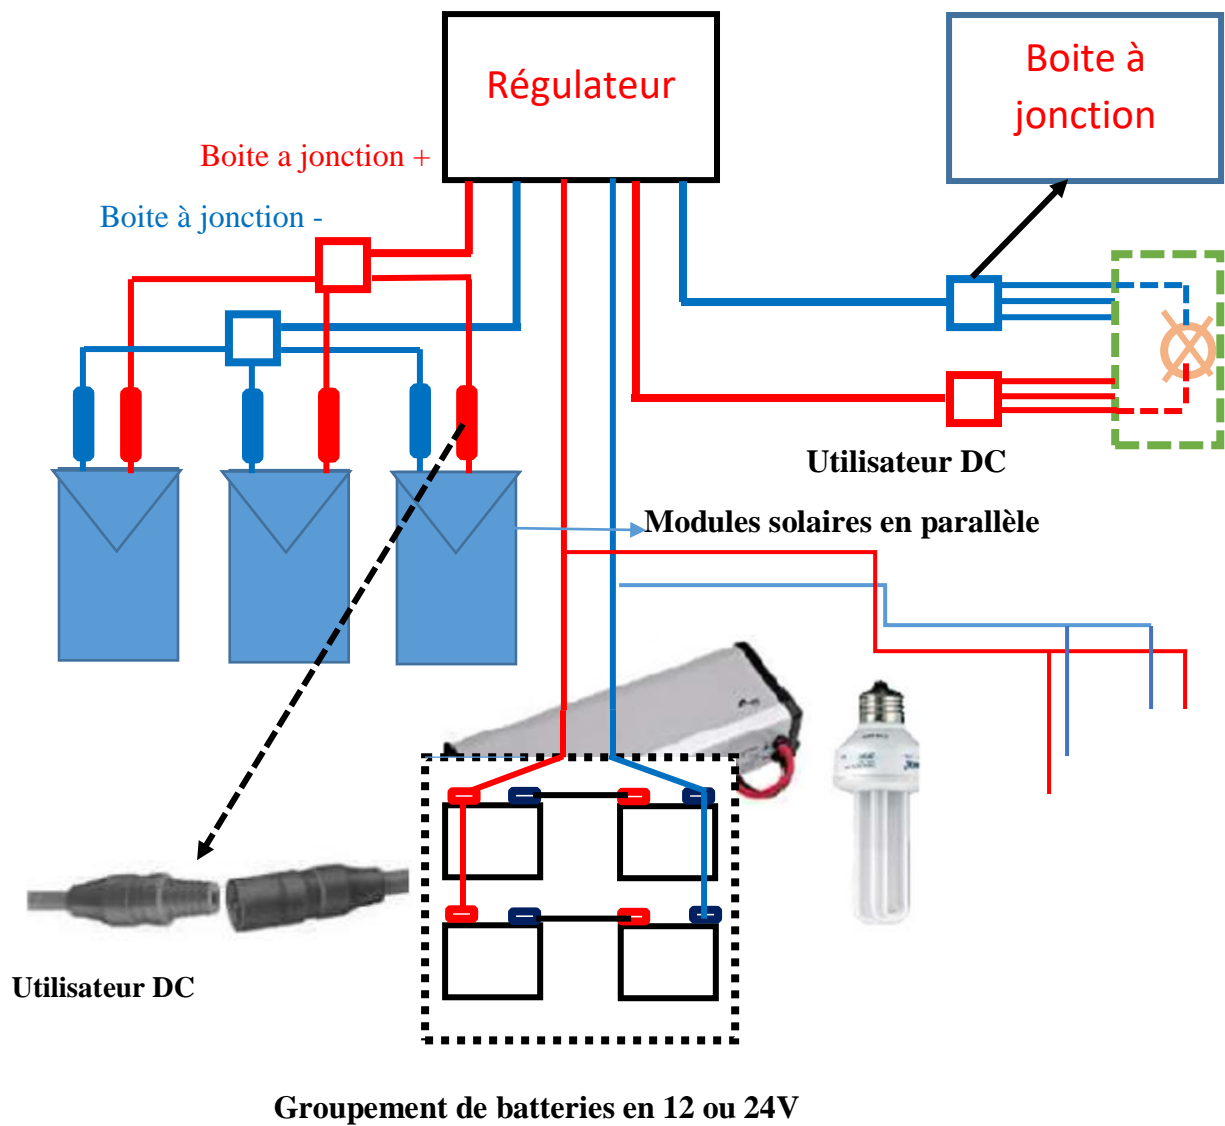 Régulateur
Boite à
jonction
Boite a jonction +
Boite à jonction -
Utilisateur DC
Modules solaires en parallèle
Utilisateur DC
Groupement de batteries en 12 ou 24V